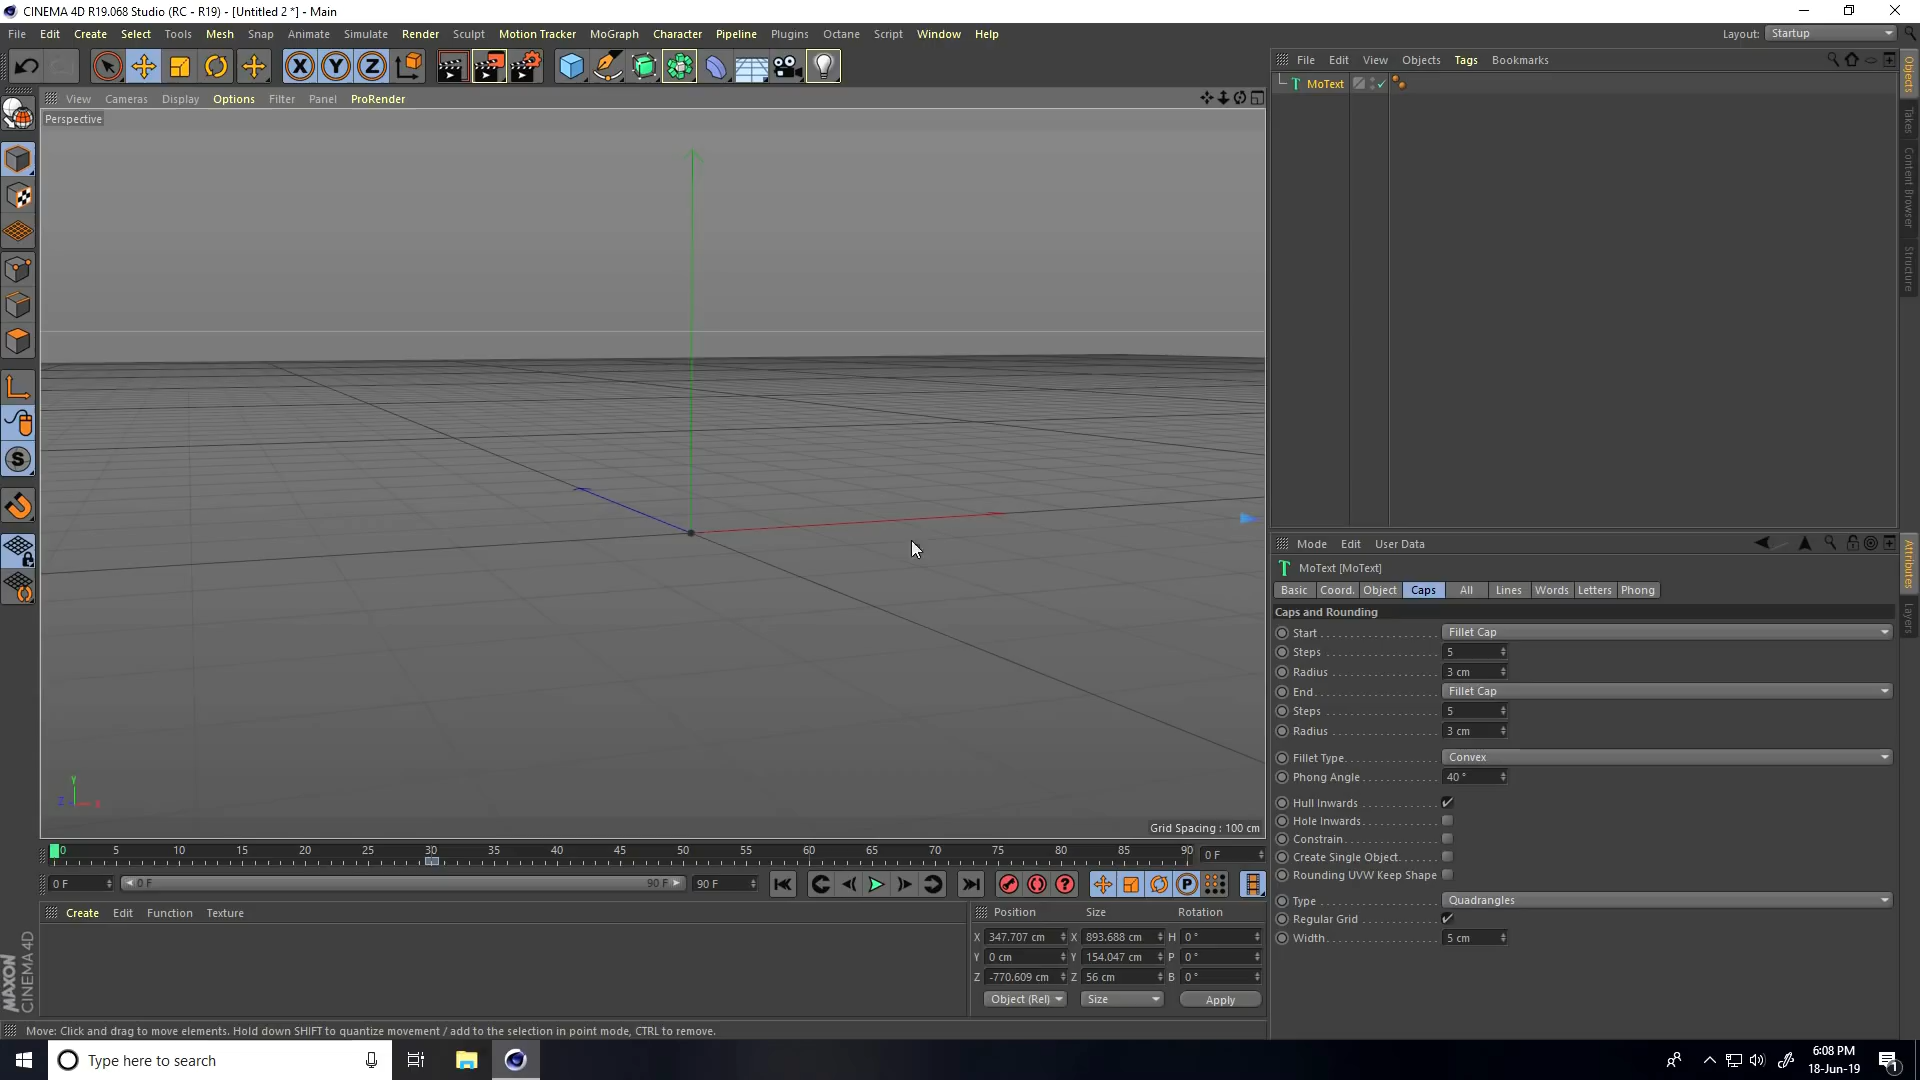 CINEMA 4D R19.068 Studio (RC - R19) - [Untitled 2 *] - Main
File Edit Create Select Tools Mesh Snap Animate Simulate Render Sculpt Motion Tracker MoGraph Character Pipeline Plugins Octane Script Window Help
Layout: Startup
View Cameras Display Options Filter Panel ProRender
Perspective
File Edit View Objects Tags Bookmarks
MoText
Objects
Takes
Content Browser
Structure
Y
Z X
Grid Spacing : 100 cm
Mode Edit User Data
MoText [MoText]
Basic Coord. Object Caps All Lines Words Letters Phong
Caps and Rounding
Start Fillet Cap
Steps 5
Radius 3 cm
End Fillet Cap
Steps 5
Radius 3 cm
Fillet Type Convex
Phong Angle 40 °
Hull Inwards
Hole Inwards
Constrain
Create Single Object
Rounding UVW Keep Shape
Type Quadrangles
Regular Grid
Width 5 cm
Attributes
Layers
0 5 10 15 20 25 30 35 40 45 50 55 60 65 70 75 80 85 90 0 F
0 F 0 F 90 F 90 F
Create Edit Function Texture
Position Size Rotation
X 347.707 cm X 893.688 cm H 0 °
Y 0 cm Y 154.047 cm P 0 °
Z -770.609 cm Z 56 cm B 0 °
Object (Rel) Size Apply
MAXON
CINEMA 4D
Move: Click and drag to move elements. Hold down SHIFT to quantize movement / add to the selection in point mode, CTRL to remove.
Type here to search
6:08 PM
18-Jun-19
1